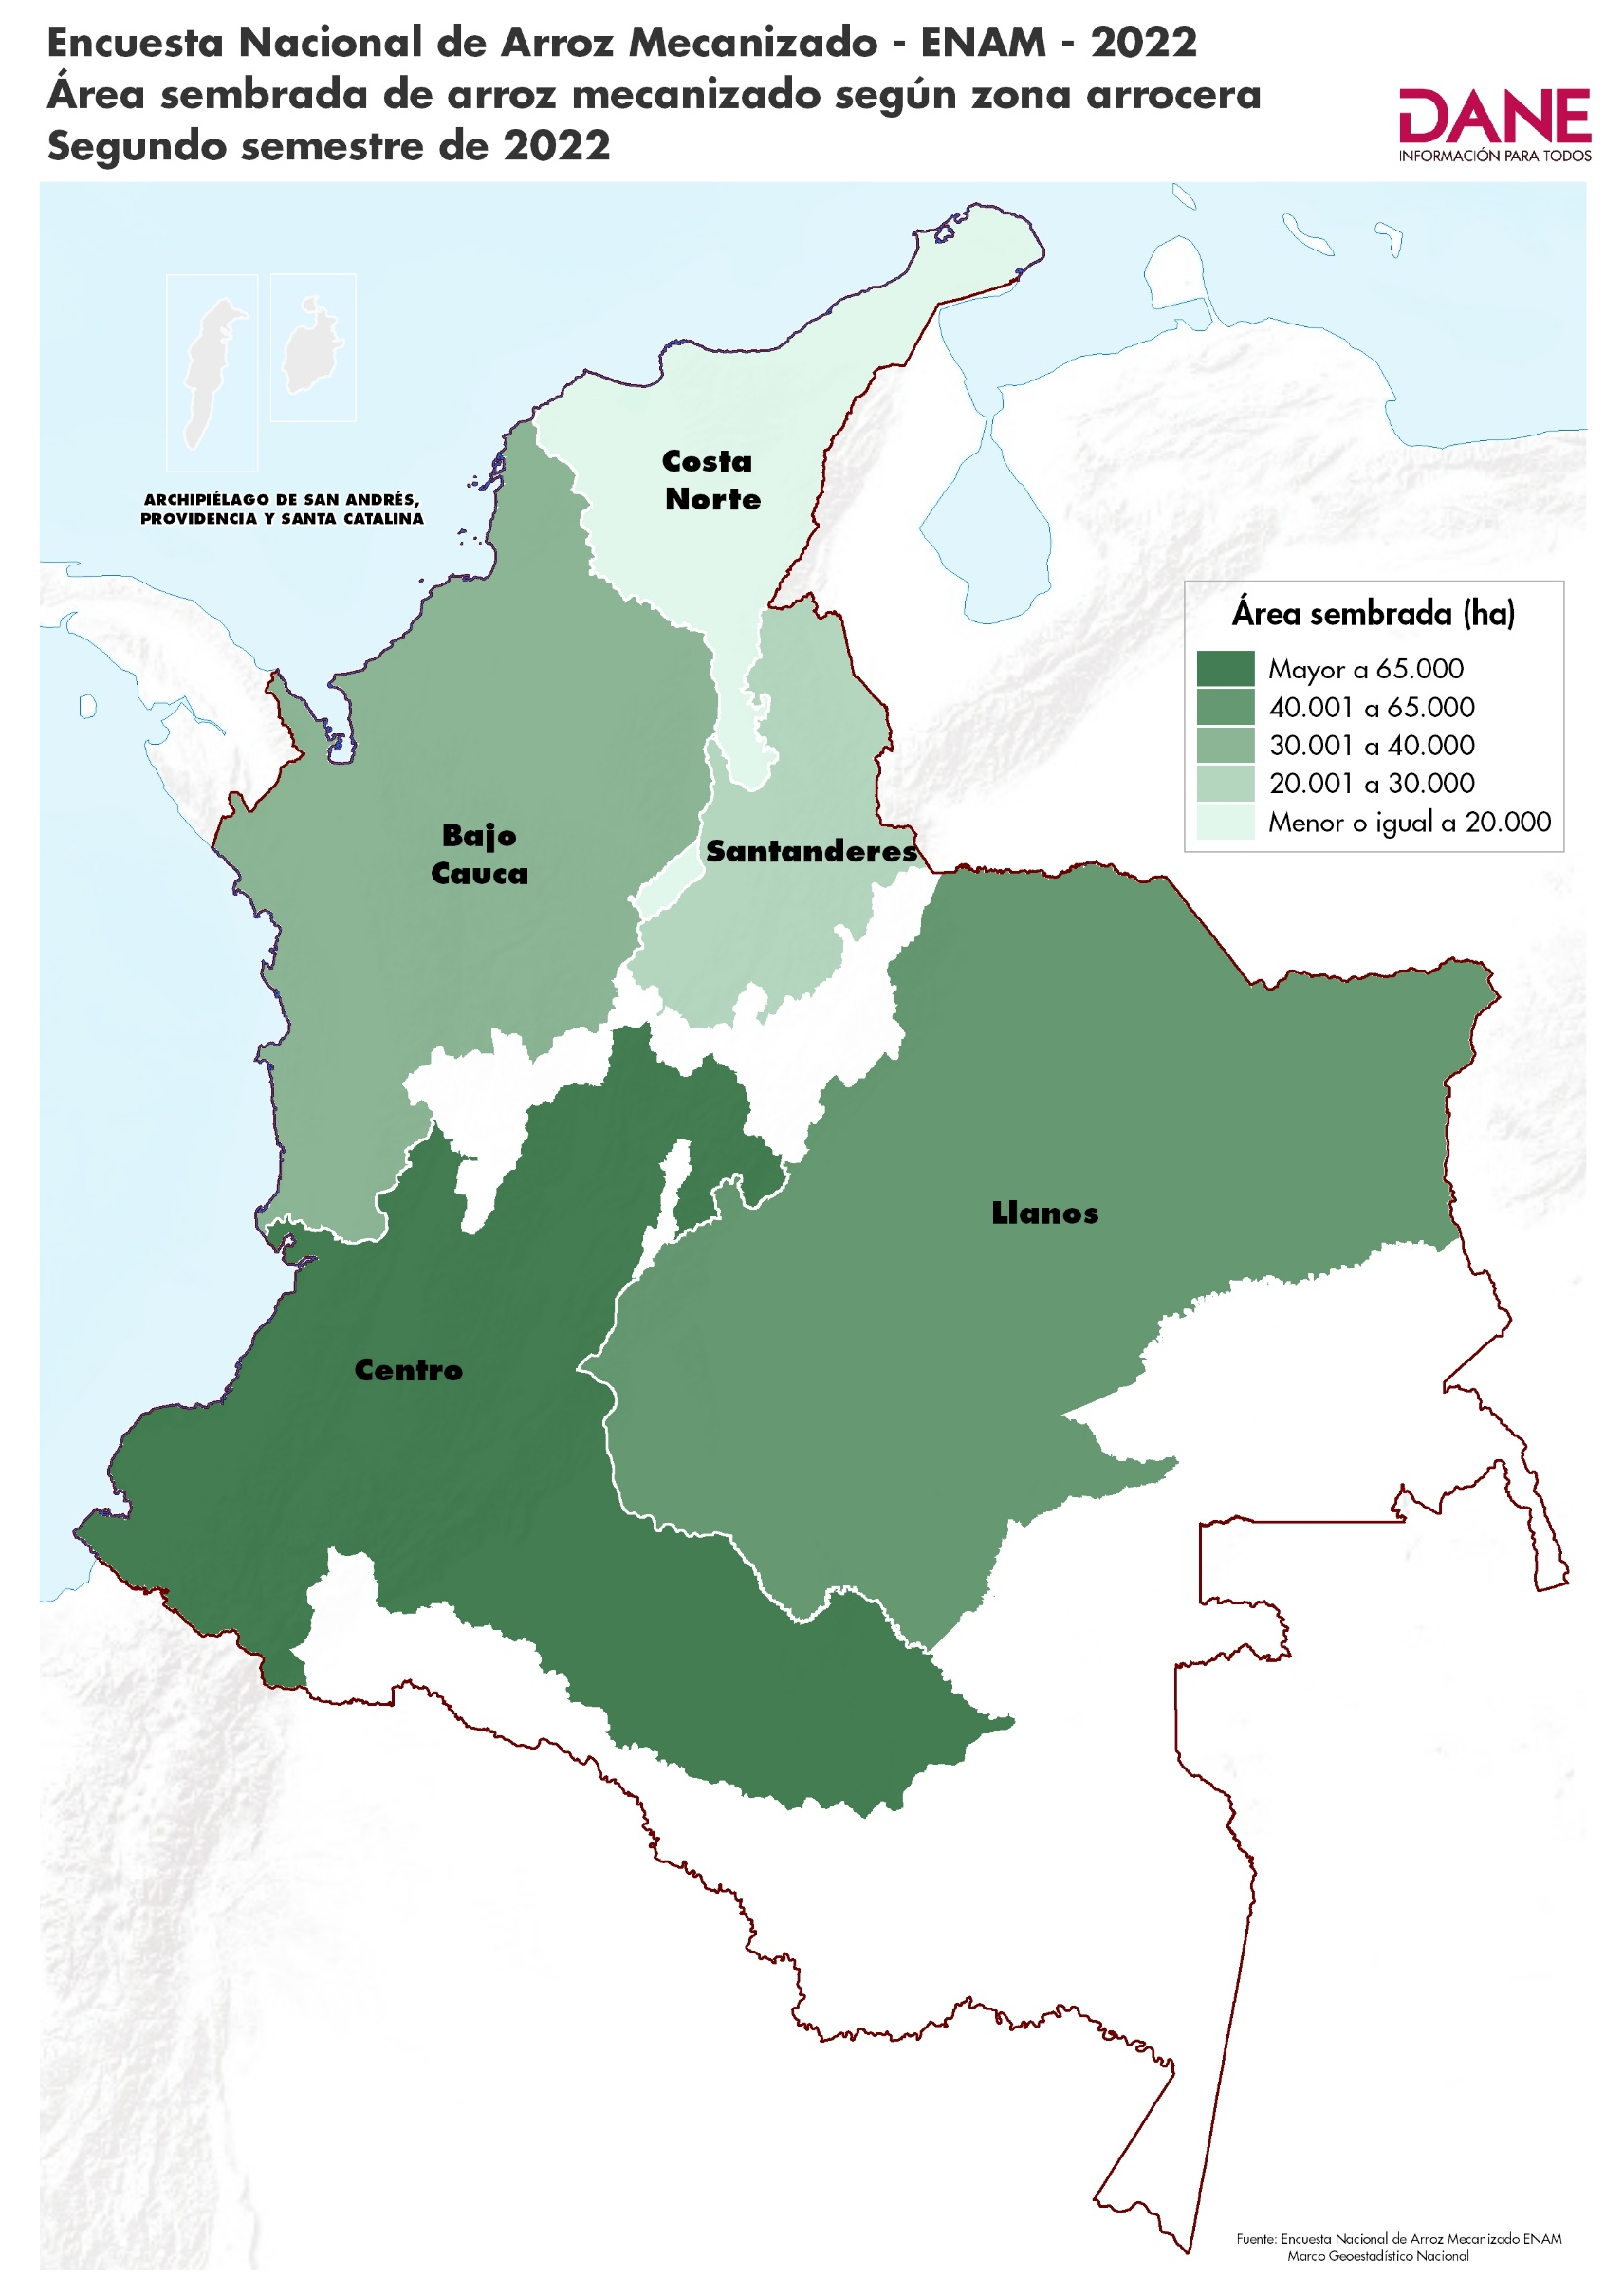 Encuesta Nacional de Arroz Mecanizado - ENAM - 2022
Área sembrada de arroz mecanizado según zona arrocera
Segundo semestre de 2022
DANE
INFORMACIÓN PARA TODOS
ARCHIPIÉLAGO DE SAN ANDRÉS,
PROVIDENCIA Y SANTA CATALINA
Costa
Norte
Área sembrada (ha)
Mayor a 65.000
40.001 a 65.000
30.001 a 40.000
20.001 a 30.000
Menor o igual a 20.000
Bajo
Cauca
Santanderes
Llanos
Centro
Fuente: Encuesta Nacional de Arroz Mecanizado ENAM
Marco Geoestadístico Nacional